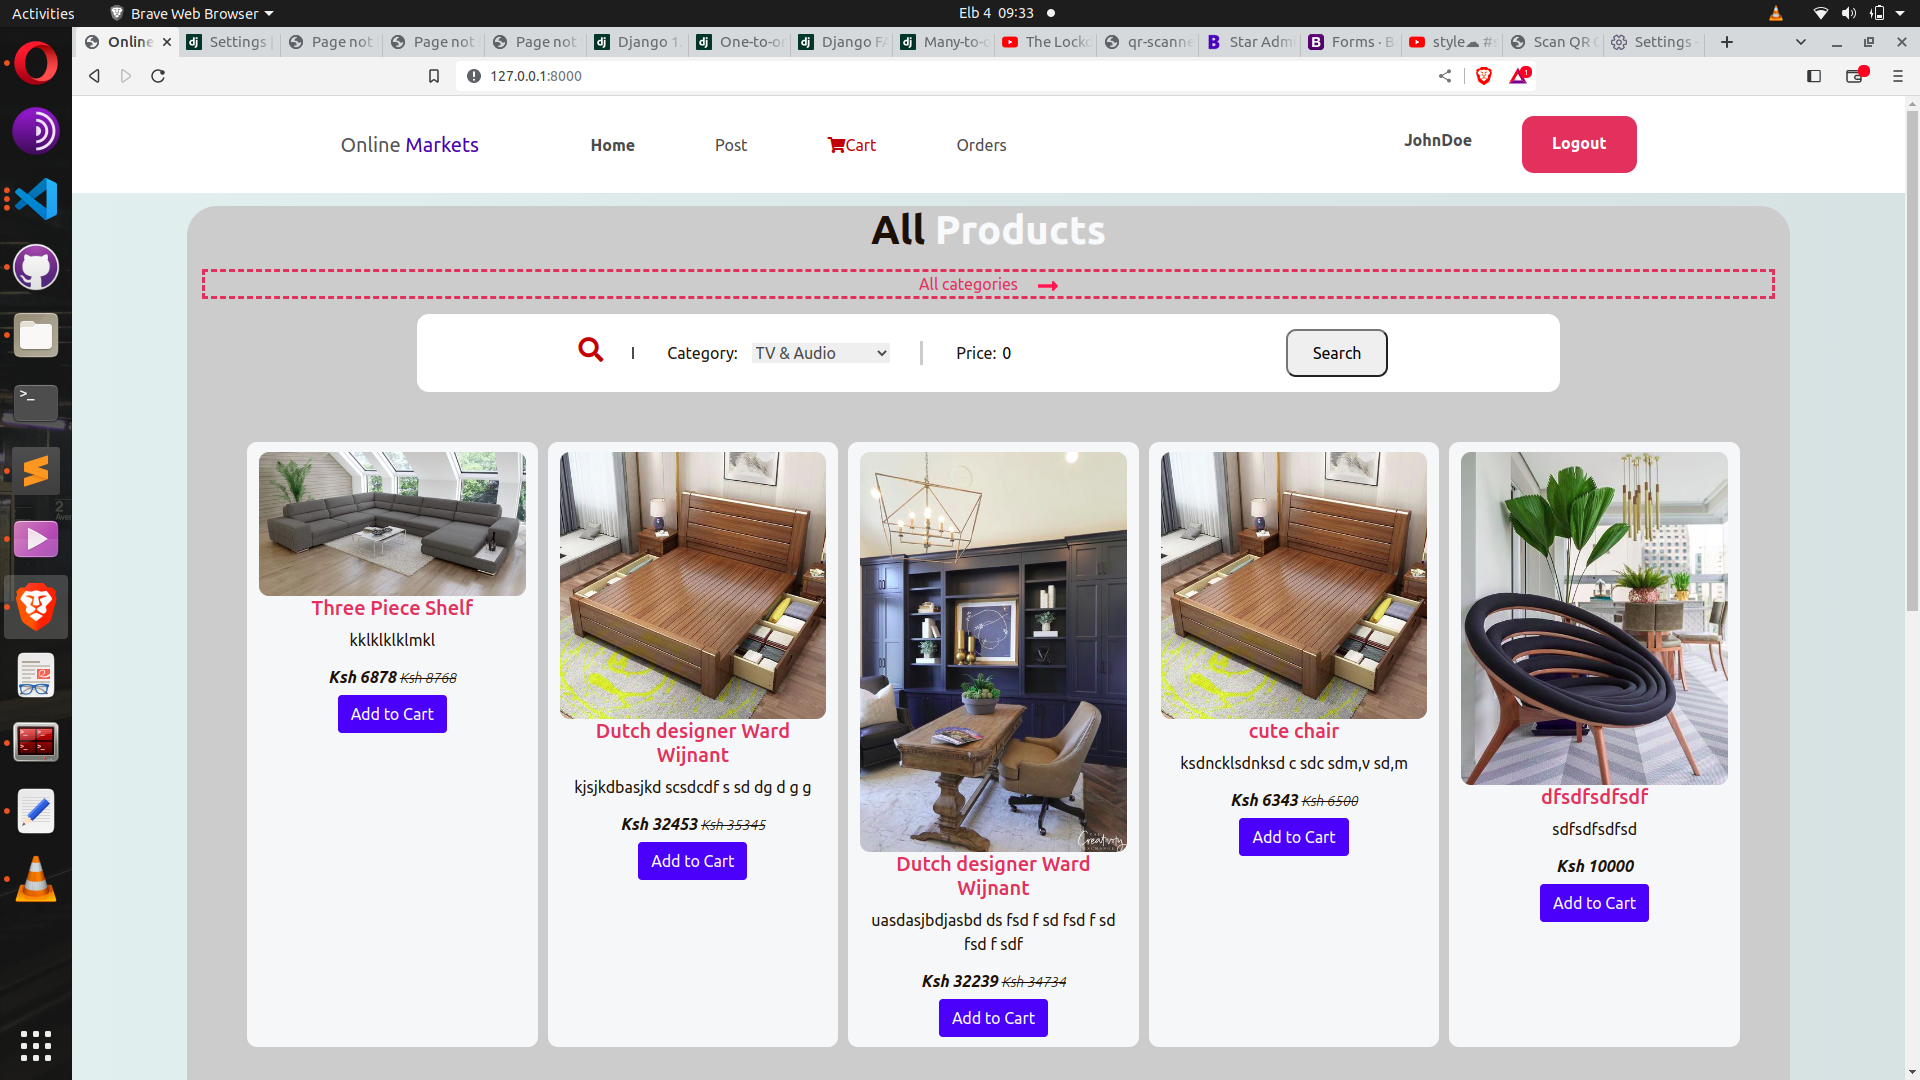 Activities
Brave Web Browser
Elb 4 09:33
Online
Settings
Page not
Page not
Page not
Django 1.
One-to-o
Django
Many-to-
The Lock
qr-scanne
Star Adm
Forms · B
style☁ #
Scan QR
Settings
127.0.0.1:8000
1
Online Markets
Home
Post
Cart
Orders
JohnDoe
Logout
All Products
All categories
Category: TV & Audio
Price: 0
Search
Three Piece Shelf
kklklklklmkl
Ksh 6878 Ksh 8768
Add to Cart
Dutch designer Ward
Wijnant
kjsjkdbasjkd scsdcdf s sd dg d g g
Ksh 32453 Ksh 35345
Add to Cart
Creativity
Dutch designer Ward
Wijnant
uasdasjbdjasbd ds fsd f sd fsd f sd
fsd f sdf
Ksh 32239 Ksh 34734
Add to Cart
cute chair
ksdncklsdnksd c sdc sdm,v sd,m
Ksh 6343 Ksh 6500
Add to Cart
dfsdfsdfsdf
sdfsdfsdfsd
Ksh 10000
Add to Cart